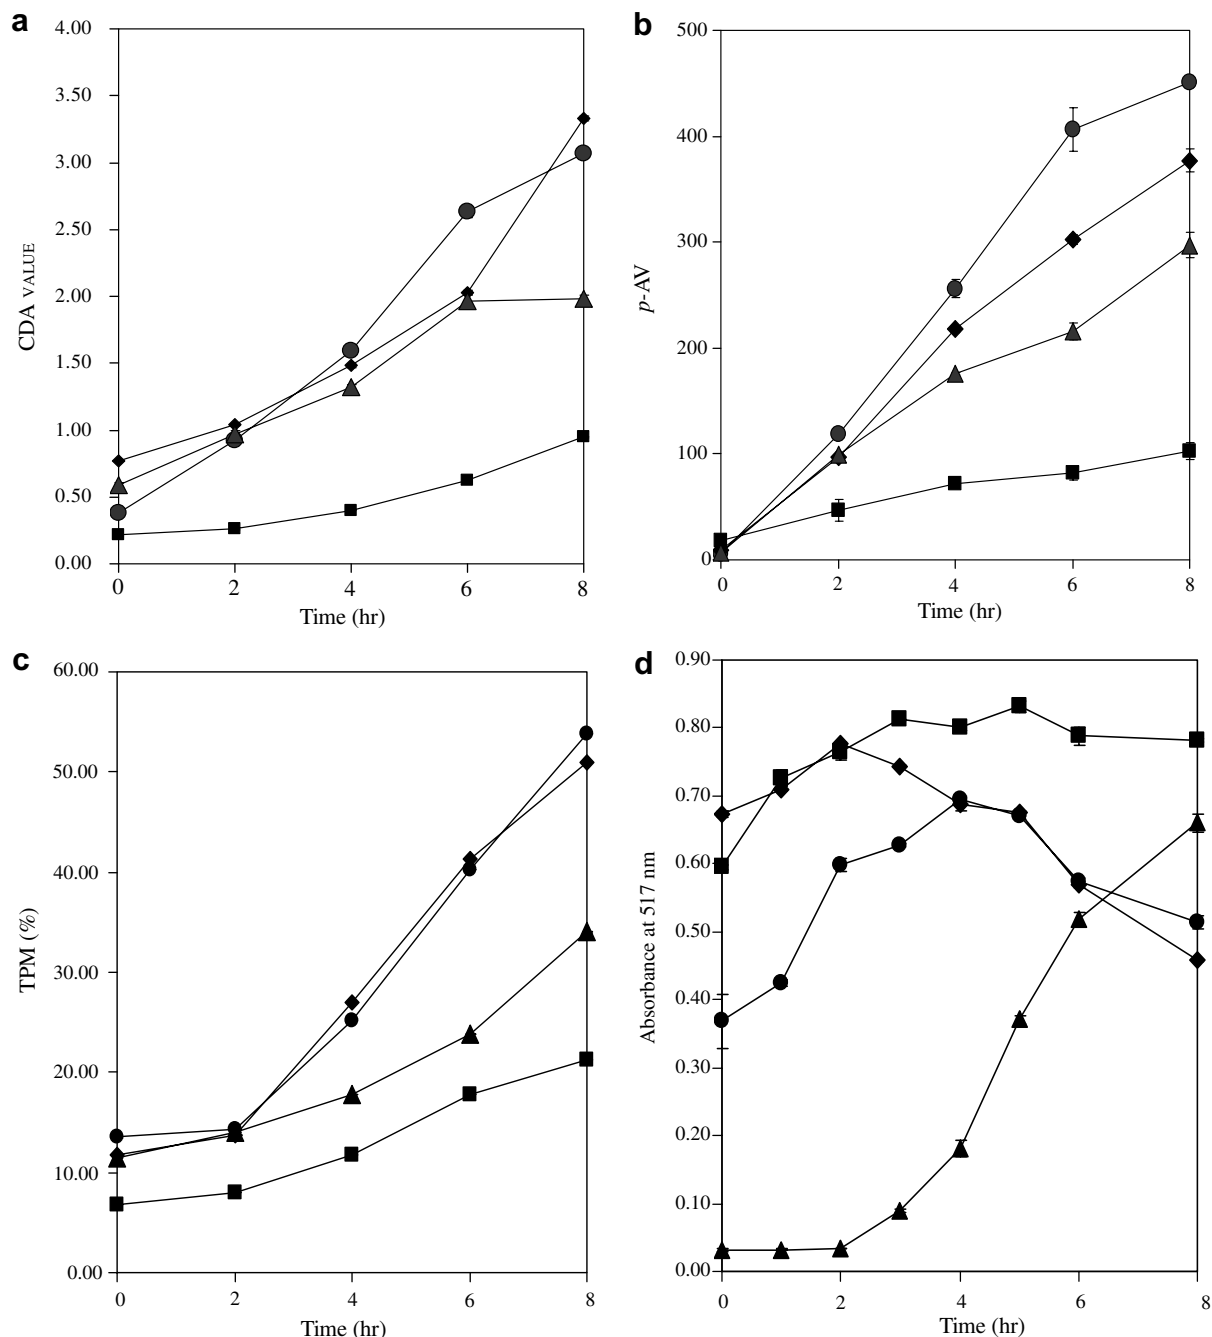 a
4.00
3.50
3.00
2.50
2.00
1.50
1.00
0.50
0.00
CDA VALUE
0 2 4 6 8
Time (hr)
b
500
400
300
200
100
0
p-AV
0 2 4 6 8
Time (hr)
c
60.00
50.00
40.00
30.00
20.00
10.00
0.00
TPM (%)
0 2 4 6 8
Time (hr)
d
0.90
0.80
0.70
0.60
0.50
0.40
0.30
0.20
0.10
0.00
Absorbance at 517 nm
0 2 4 6 8
Time (hr)